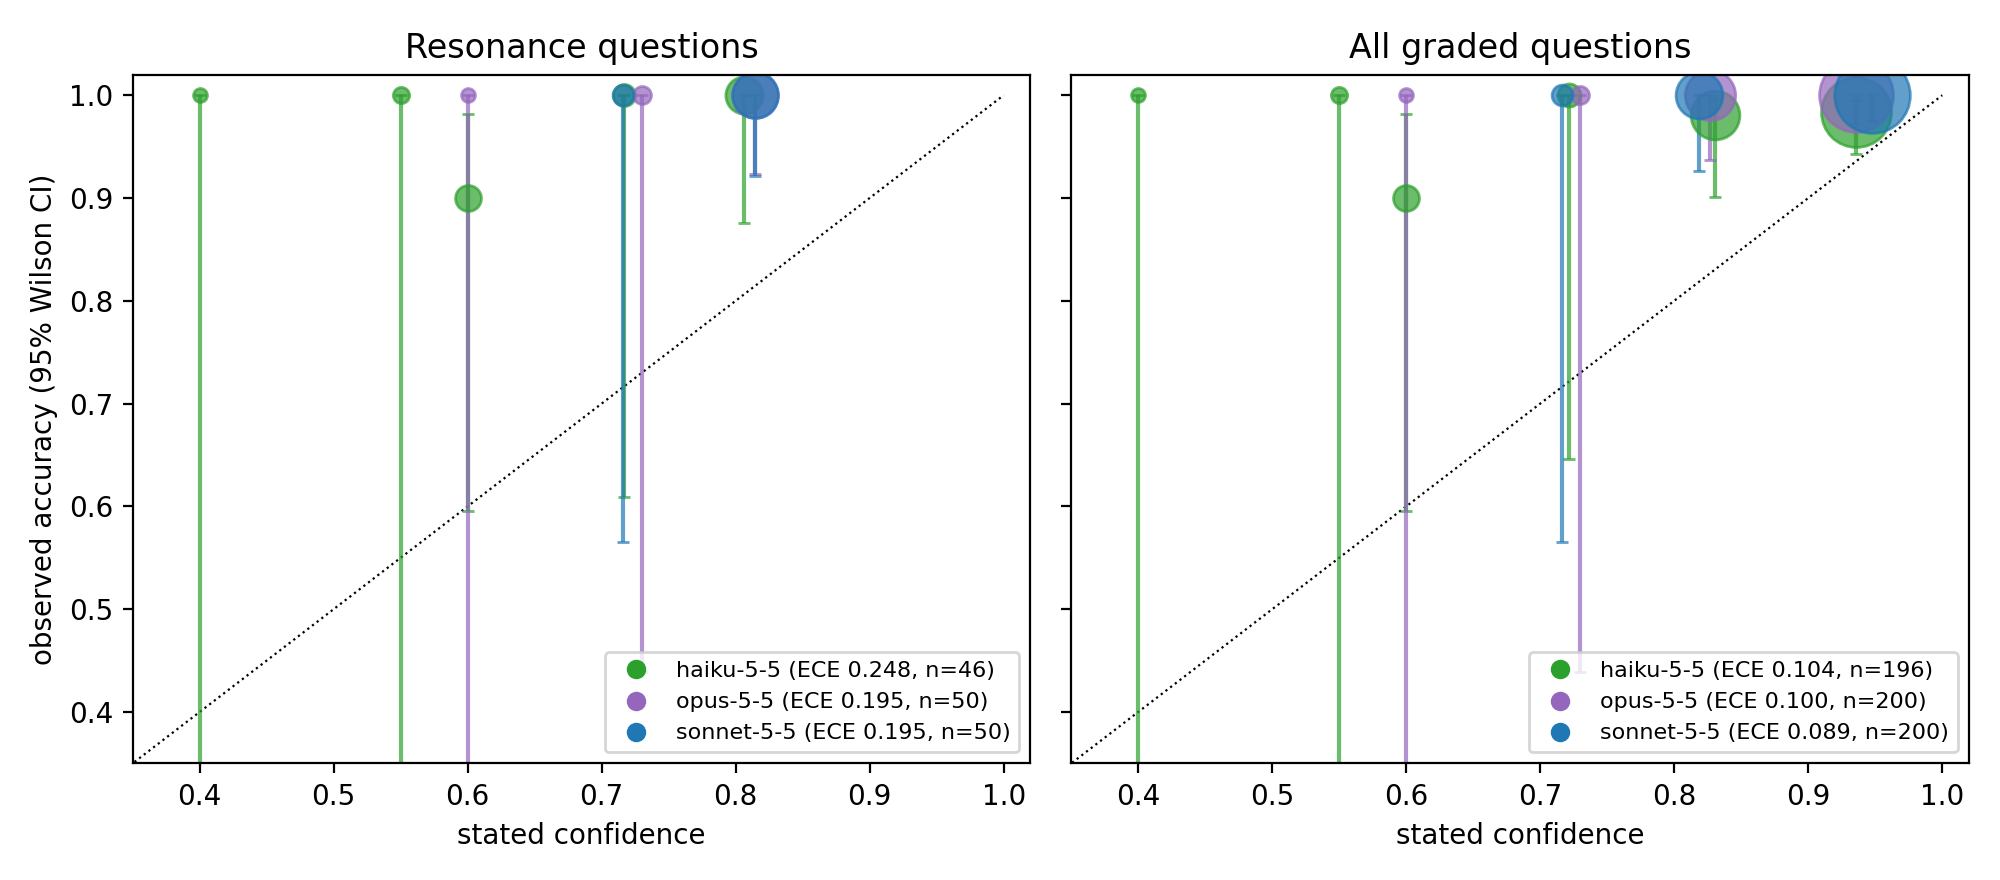 Resonance questions
All graded questions
observed accuracy (95% Wilson CI)
1.0
0.9
0.8
0.7
0.6
0.5
0.4
haiku-5-5 (ECE 0.248, n=46)
opus-5-5 (ECE 0.195, n=50)
sonnet-5-5 (ECE 0.195, n=50)
0.4 0.5 0.6 0.7 0.8 0.9 1.0
stated confidence
haiku-5-5 (ECE 0.104, n=196)
opus-5-5 (ECE 0.100, n=200)
sonnet-5-5 (ECE 0.089, n=200)
0.4 0.5 0.6 0.7 0.8 0.9 1.0
stated confidence